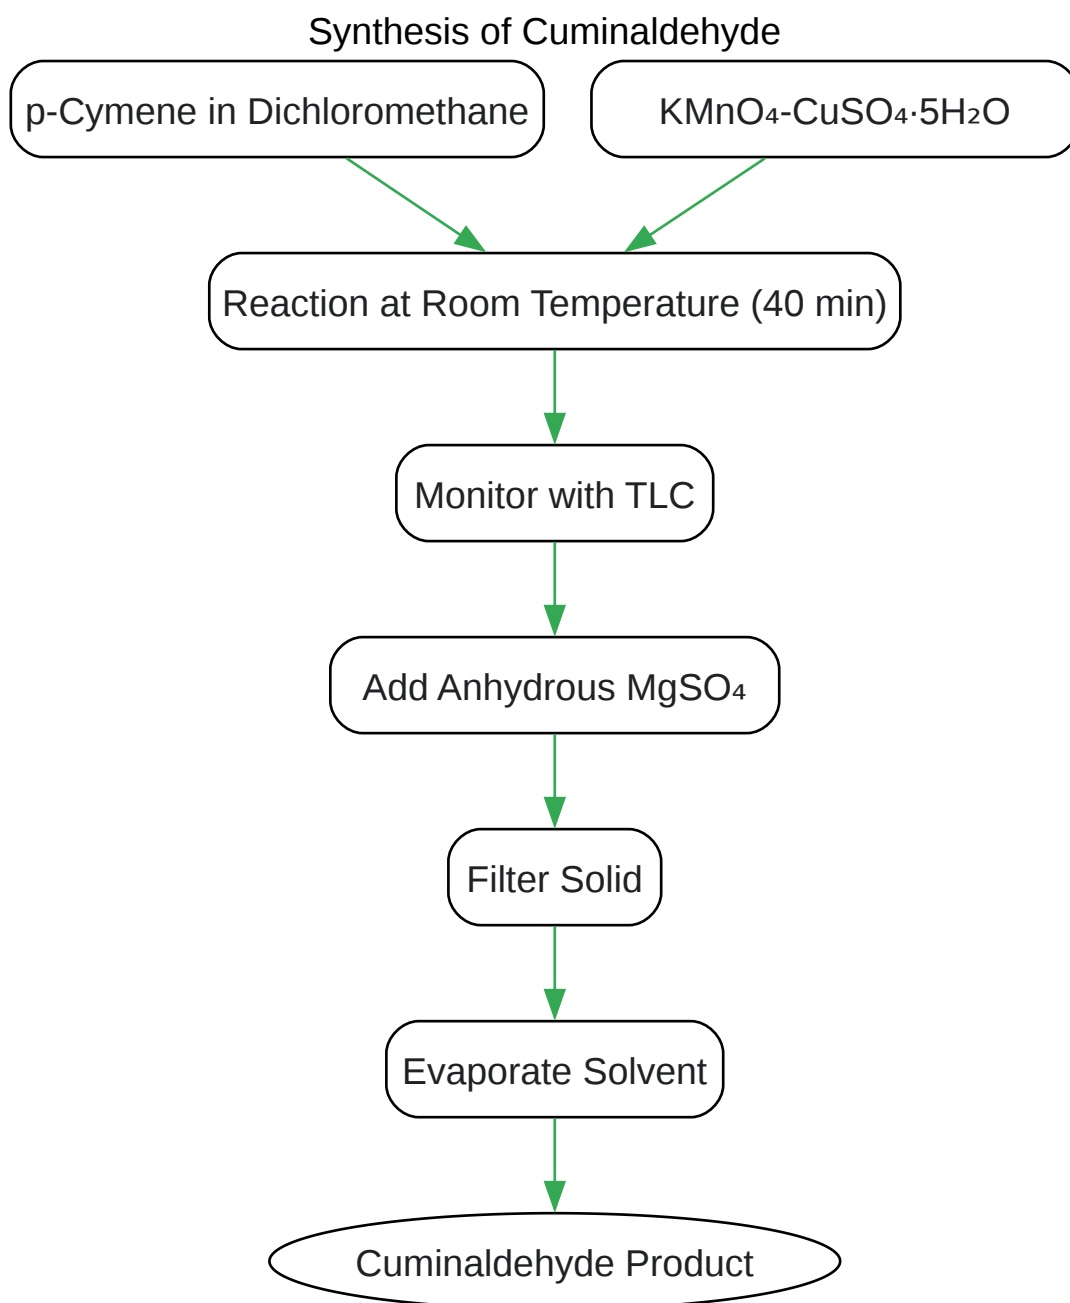 Synthesis of Cuminaldehyde
p-Cymene in Dichloromethane
KMnO₄-CuSO₄·5H₂O
Reaction at Room Temperature (40 min)
Monitor with TLC
Add Anhydrous MgSO₄
Filter Solid
Evaporate Solvent
Cuminaldehyde Product